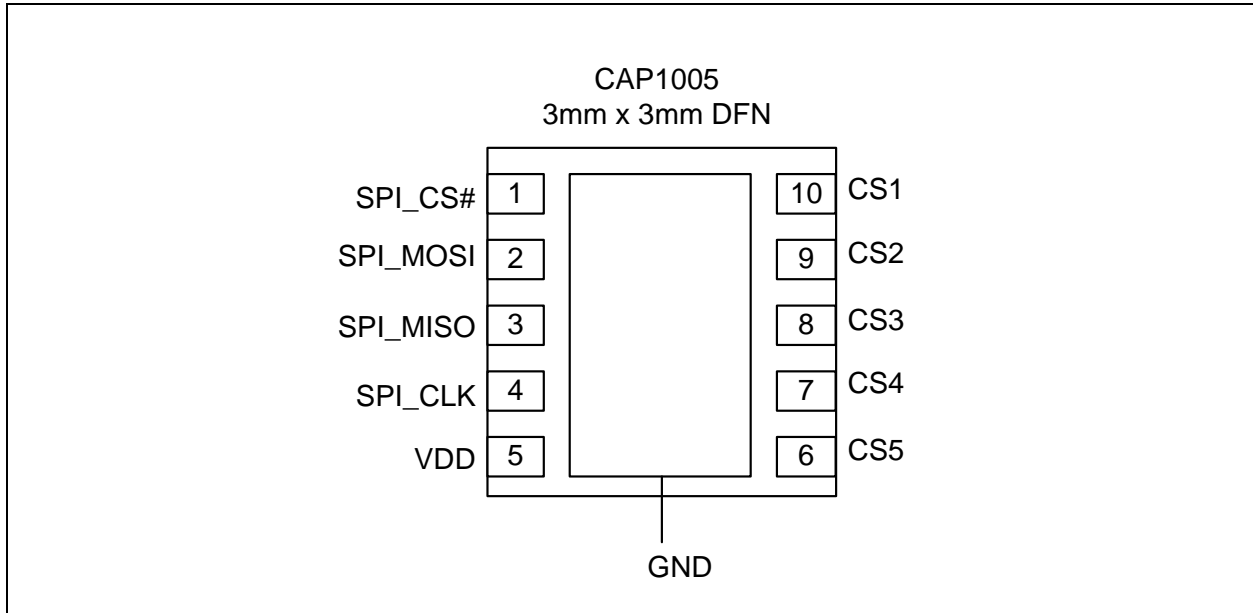 CAP1005
3mm x 3mm DFN
SPI_CS# 1 10 CS1
SPI_MOSI 2 9 CS2
SPI_MISO 3 8 CS3
SPI_CLK 4 7 CS4
VDD 5 6 CS5
GND